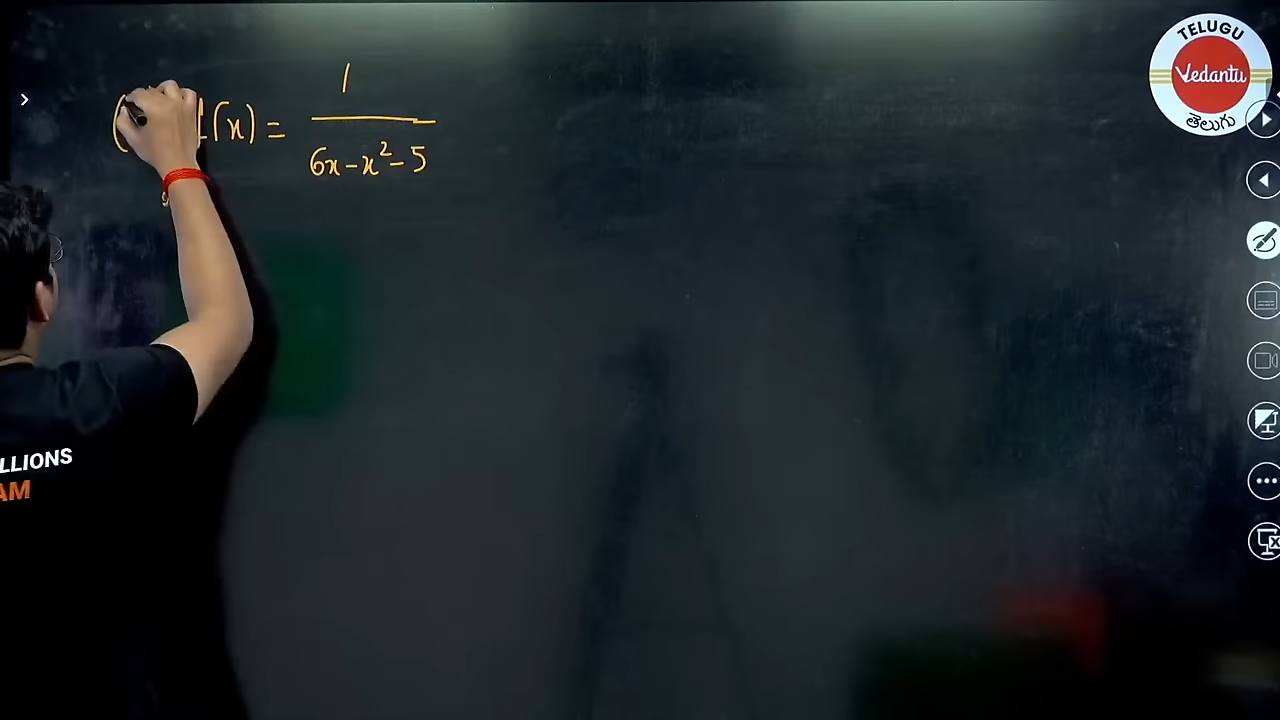 TELUGU
Vedantu
తెలుగు
f(x) = 1 / (6x - x² - 5)
LLIONS
AM